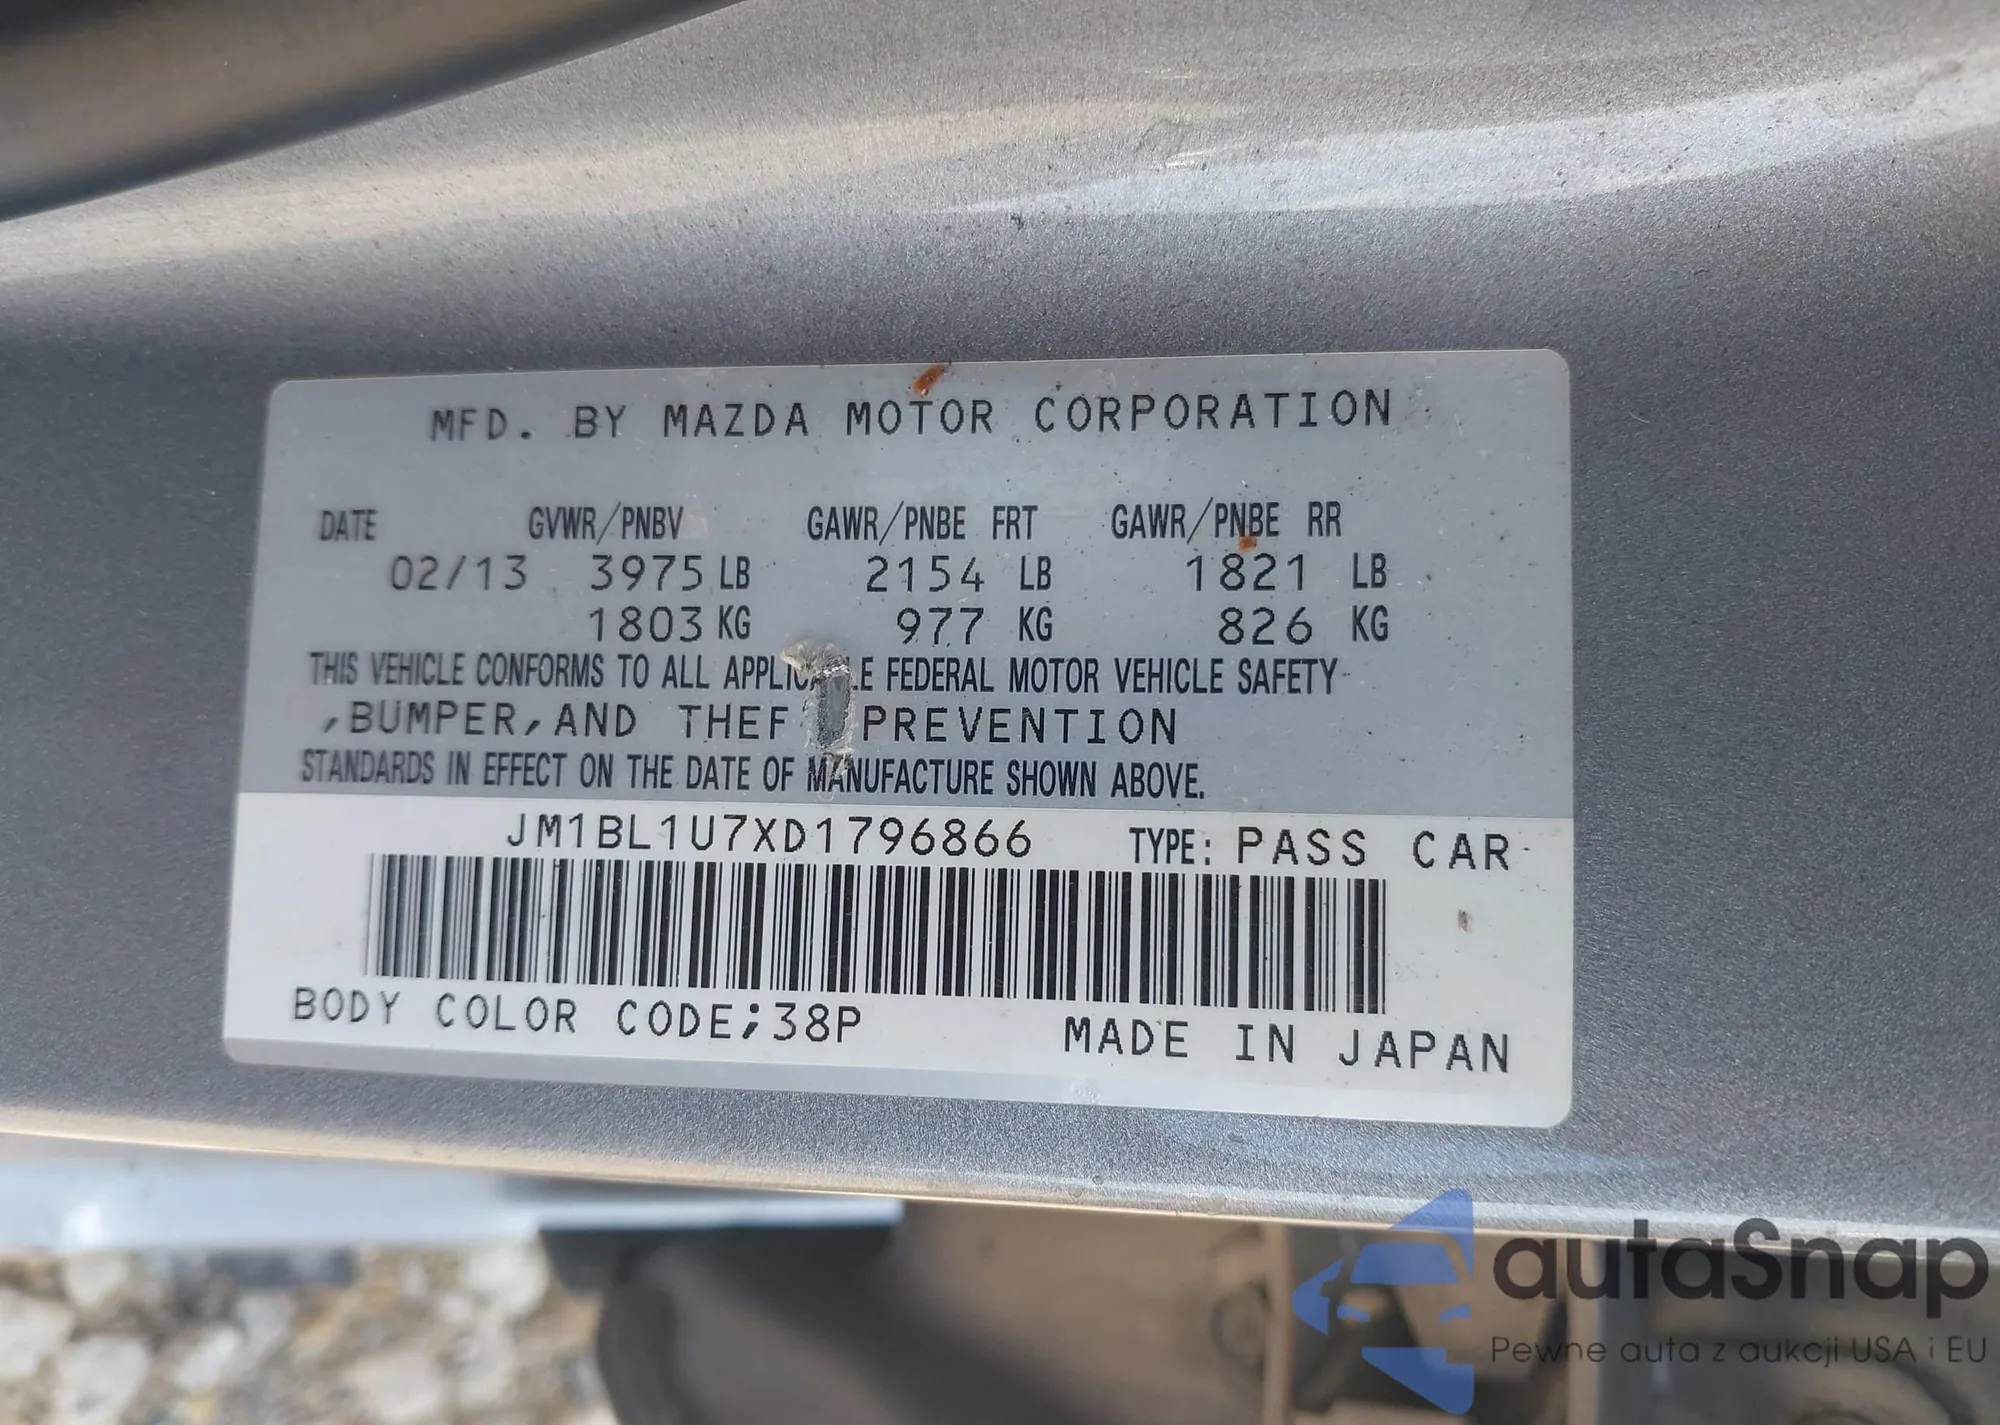 MFD. BY MAZDA MOTOR CORPORATION
DATE GVWR/PNBV GAWR/PNBE FRT GAWR/PNBE RR
02/13 3975 LB 2154 LB 1821 LB
1803 KG 977 KG 826 KG
THIS VEHICLE CONFORMS TO ALL APPLICABLE FEDERAL MOTOR VEHICLE SAFETY
,BUMPER,AND THEF PREVENTION
STANDARDS IN EFFECT ON THE DATE OF MANUFACTURE SHOWN ABOVE.
JM1BL1U7XD1796866 TYPE: PASS CAR
BODY COLOR CODE;38P MADE IN JAPAN
autaSnap
Pewne auta z aukcji USA i EU